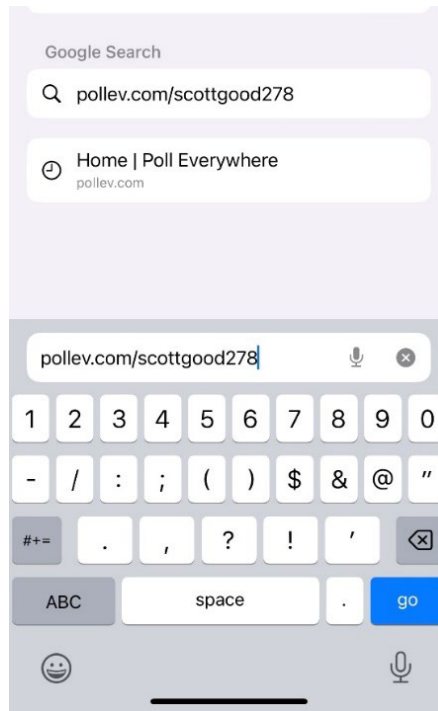 Google Search
pollev.com/scottgood278
Home | Poll Everywhere
pollev.com
pollev.com/scottgood278
1 2 3 4 5 6 7 8 9 0
- / : ; ( ) $ & @ "
#+= . , ? ! '
ABC space . go